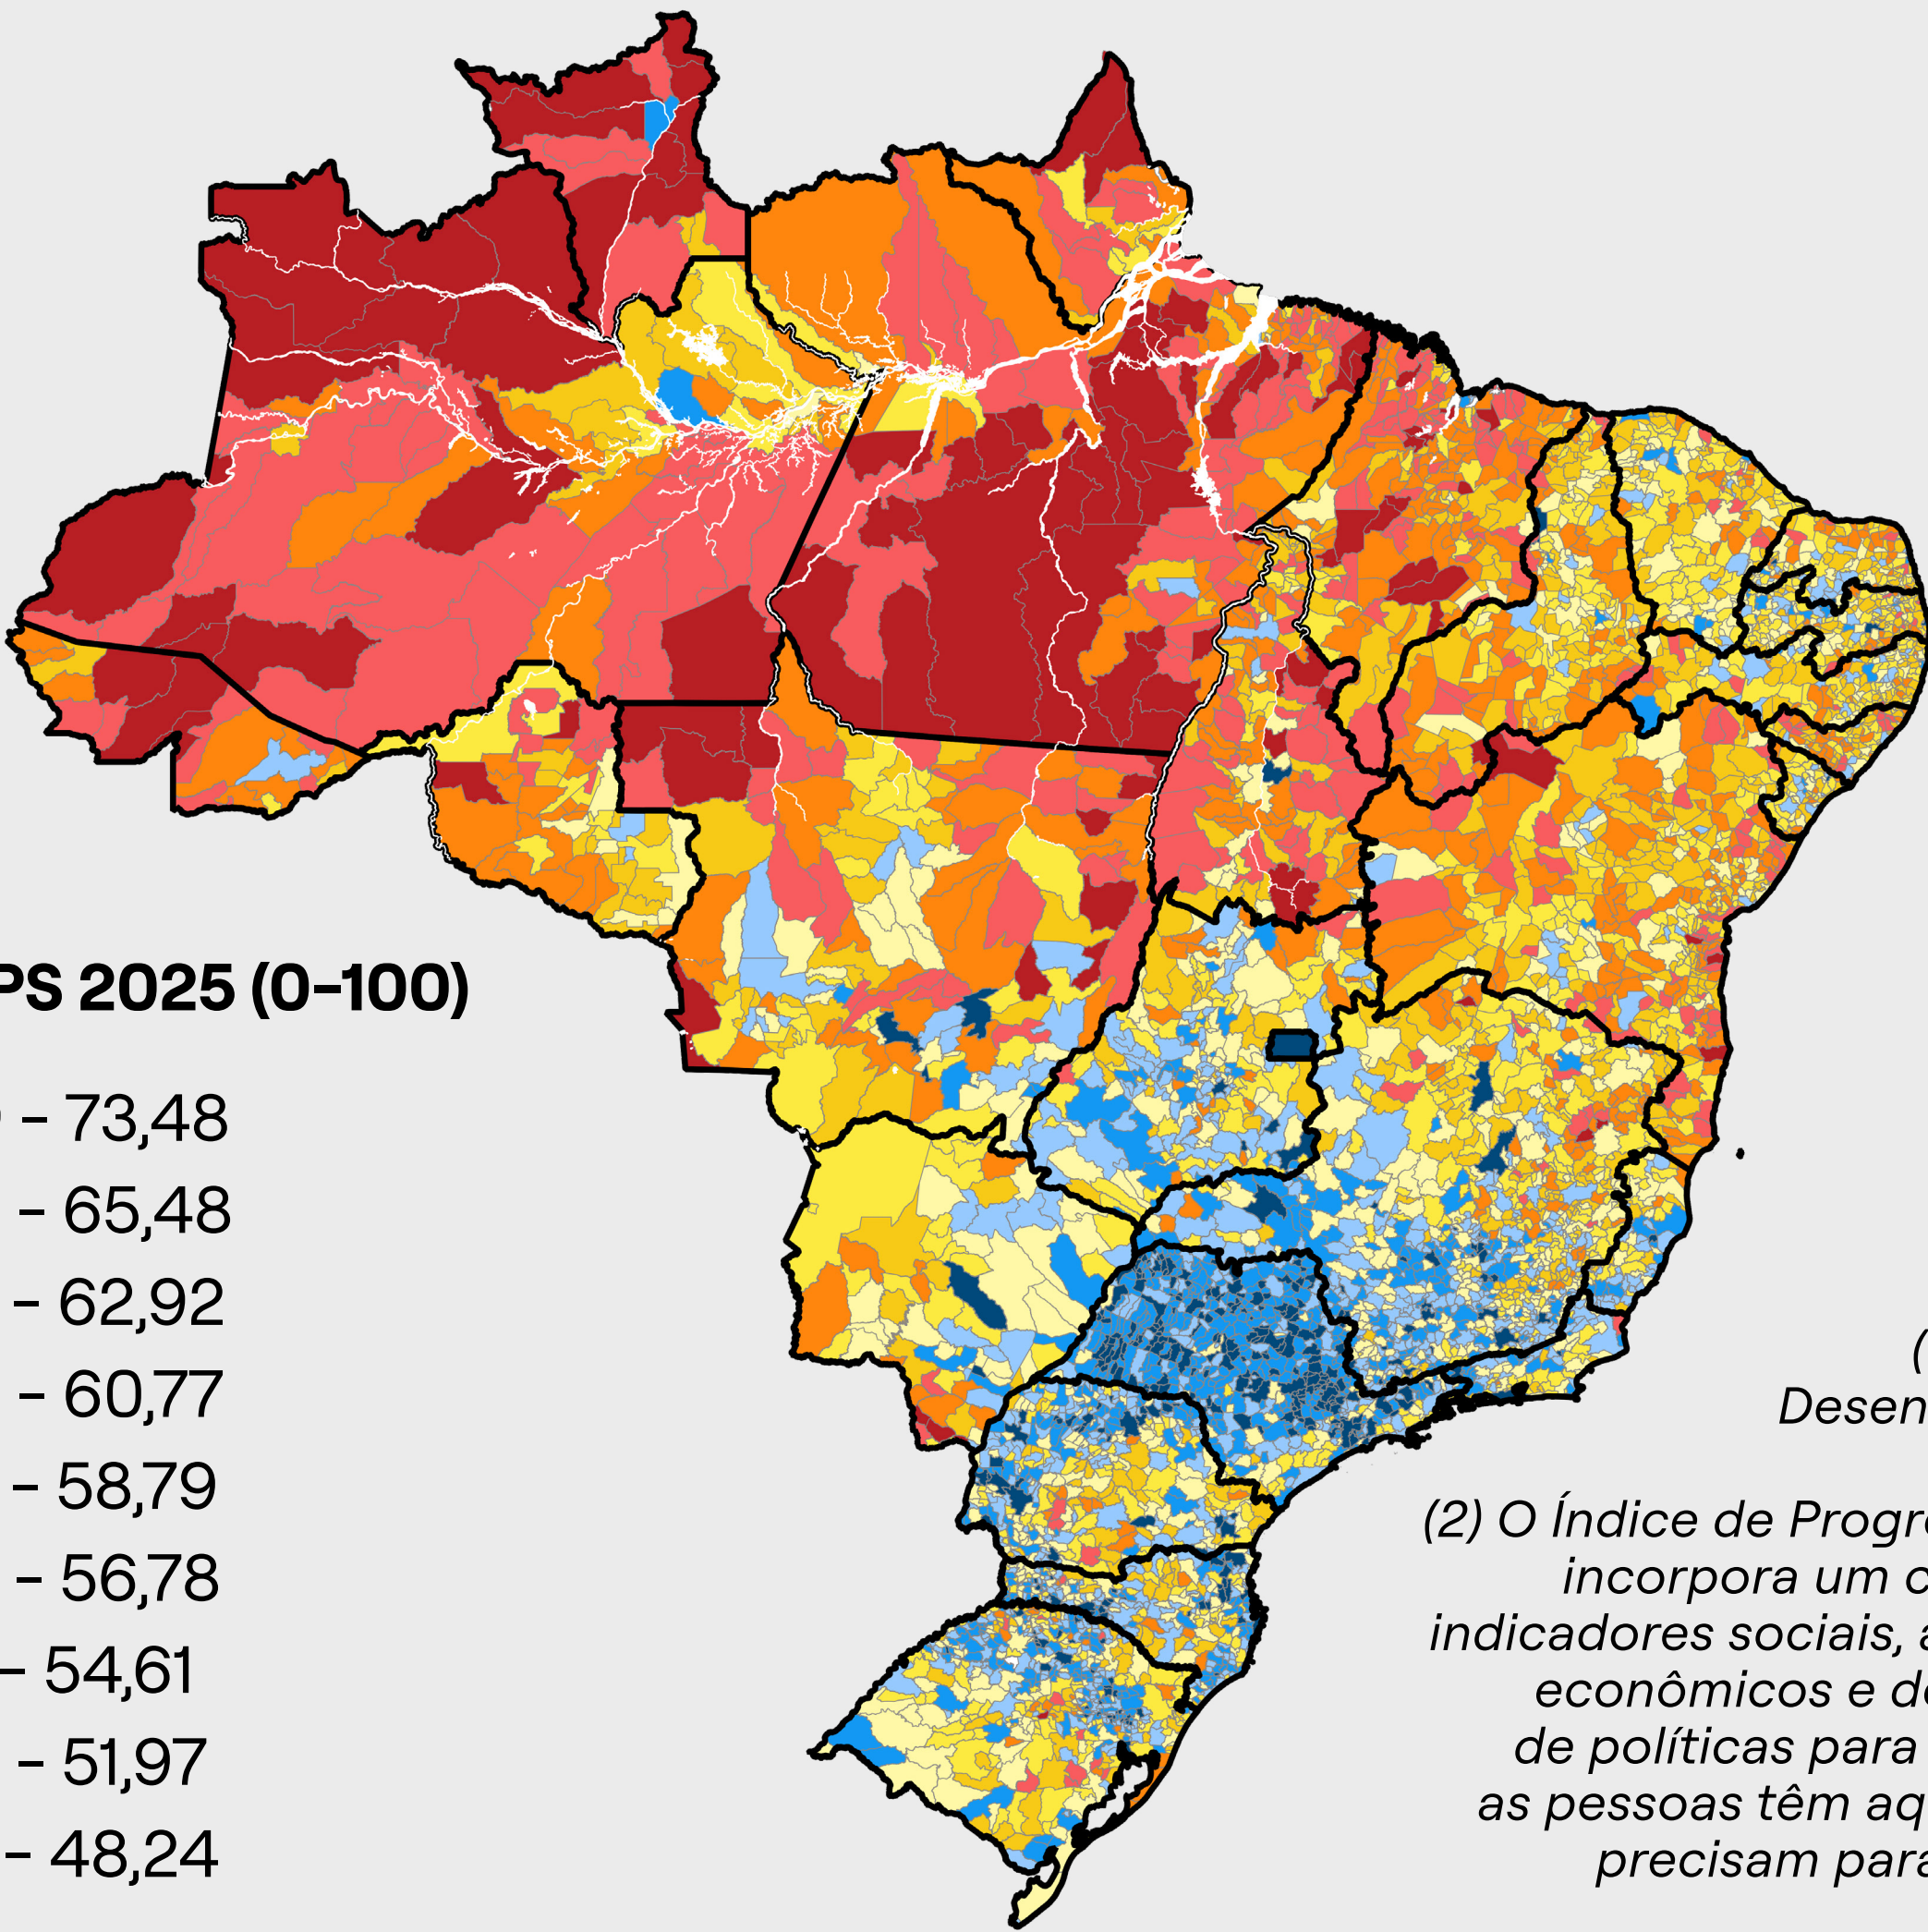 PS 2025 (0-100)
– 73,48
– 65,48
– 62,92
– 60,77
– 58,79
– 56,78
– 54,61
– 51,97
– 48,24
(
Desen
(2) O Índice de Progr
incorpora um c
indicadores sociais, a
econômicos e d
de políticas para
as pessoas têm aq
precisam para